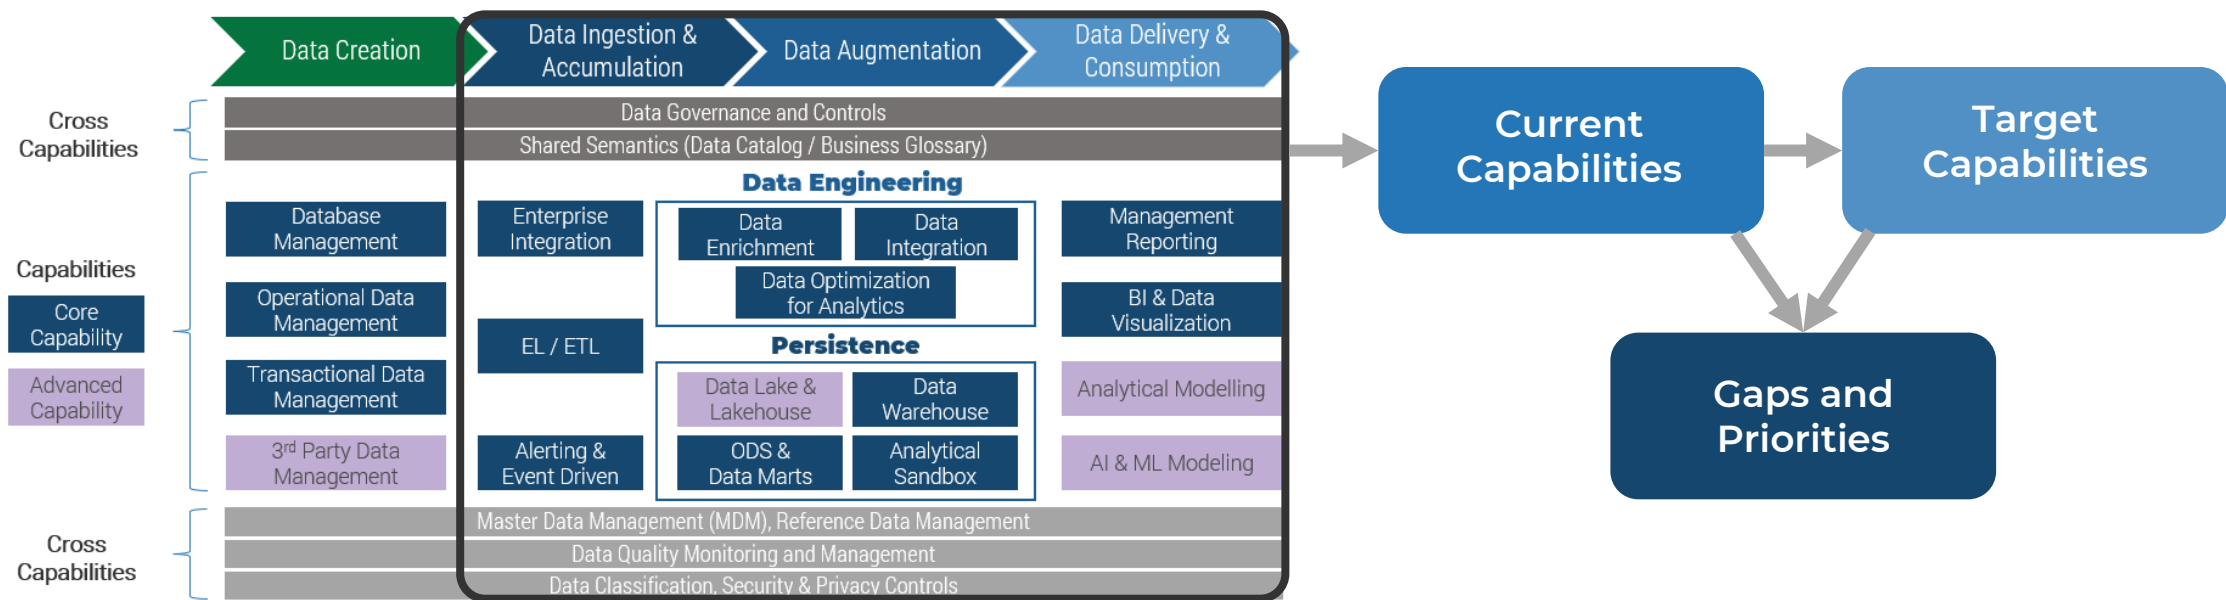 Data Creation
Data Ingestion &
Accumulation
Data Augmentation
Data Delivery &
Consumption
Cross
Capabilities
Data Governance and Controls
Shared Semantics (Data Catalog / Business Glossary)
Capabilities
Core
Capability
Advanced
Capability
Database
Management
Operational Data
Management
Transactional Data
Management
3rd Party Data
Management
Enterprise
Integration
EL / ETL
Alerting &
Event Driven
Data Engineering
Data
Enrichment
Data
Integration
Data Optimization
for Analytics
Persistence
Data Lake &
Lakehouse
Data
Warehouse
ODS &
Data Marts
Analytical
Sandbox
Management
Reporting
BI & Data
Visualization
Analytical Modelling
AI & ML Modeling
Cross
Capabilities
Master Data Management (MDM), Reference Data Management
Data Quality Monitoring and Management
Data Classification, Security & Privacy Controls
Current
Capabilities
Target
Capabilities
Gaps and
Priorities